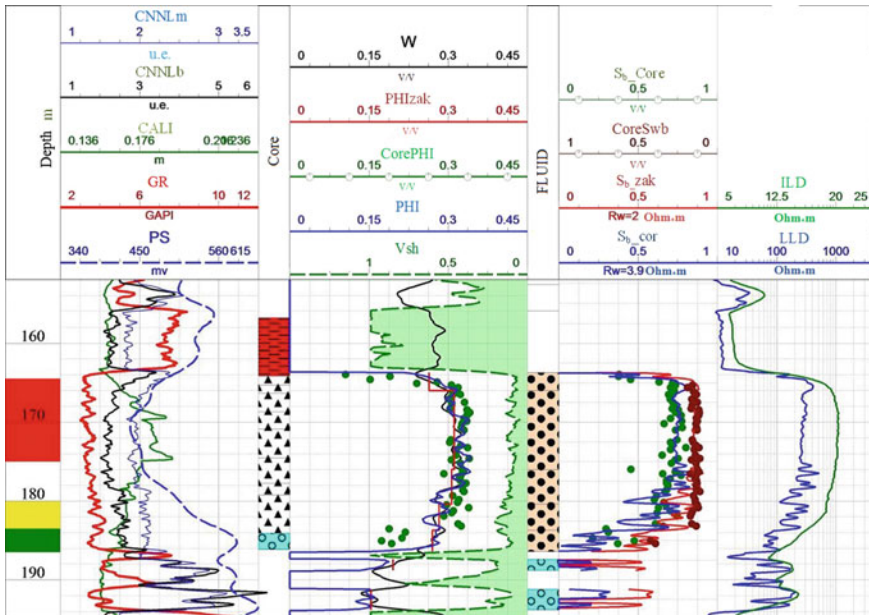 CNNLm
1 2 3 3.5
u.e.
CNNLb
1 3 5 6
u.e.
CALI
0.136 0.176 0.236
m
GR
2 6 10 12
GAPI
PS
340 450 560 615
mv
Depth m
Core
W
0 0.15 0.3 0.45
v/v
PHIzak
0 0.15 0.3 0.45
v/v
CorePHI
0 0.15 0.3 0.45
v/v
PHI
0 0.15 0.3 0.45
Vsh
1 0.5 0
FLUID
S_b_Core
0 0.5 1
v/v
CoreSwb
1 0.5 0
v/v
S_b_zak
0 0.5 1
Rw=2 Ohm.m
S_b_cor
0 0.5 1
Rw=3.9 Ohm.m
ILD
5 12.5 20 25
Ohm.m
LLD
10 100 1000
Ohm.m
160
170
180
190